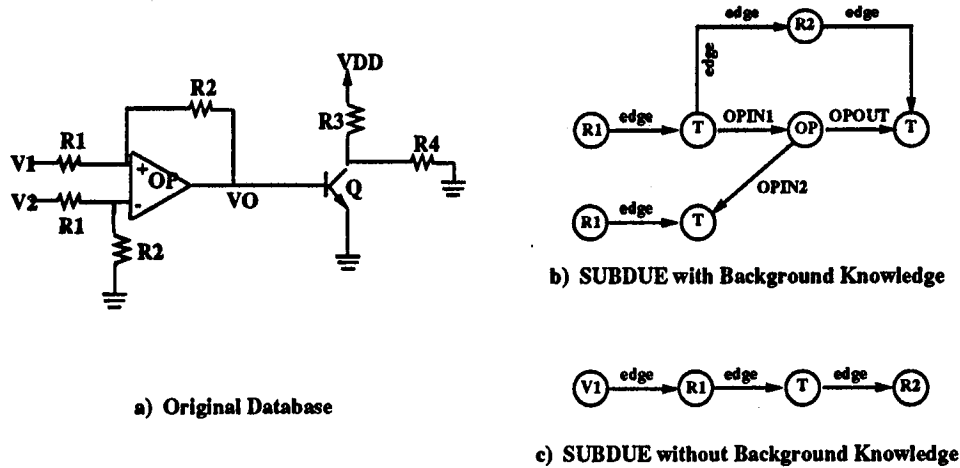 VDD
R2
R3
R1
R4
V1
+
OP
Q
V2
-
VO
R1
R2
a) Original Database
edge
R2
edge
edge
R1
edge
T
OPIN1
OP
OPOUT
T
OPIN2
R1
edge
T
b) SUBDUE with Background Knowledge
V1
edge
R1
edge
T
edge
R2
c) SUBDUE without Background Knowledge